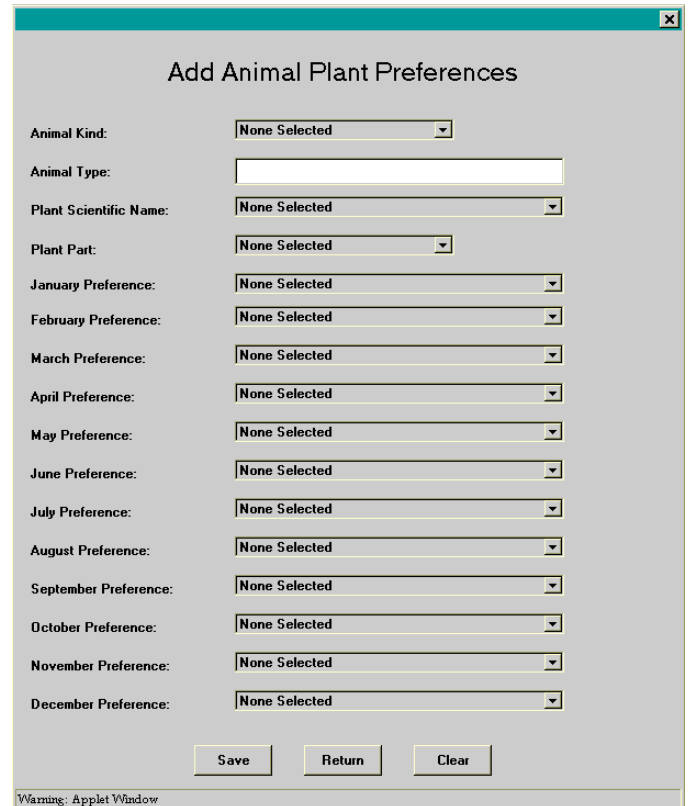 Add Animal Plant Preferences
Animal Kind: None Selected
Animal Type:
Plant Scientific Name: None Selected
Plant Part: None Selected
January Preference: None Selected
February Preference: None Selected
March Preference: None Selected
April Preference: None Selected
May Preference: None Selected
June Preference: None Selected
July Preference: None Selected
August Preference: None Selected
September Preference: None Selected
October Preference: None Selected
November Preference: None Selected
December Preference: None Selected
Save Return Clear
Warning: Applet Window